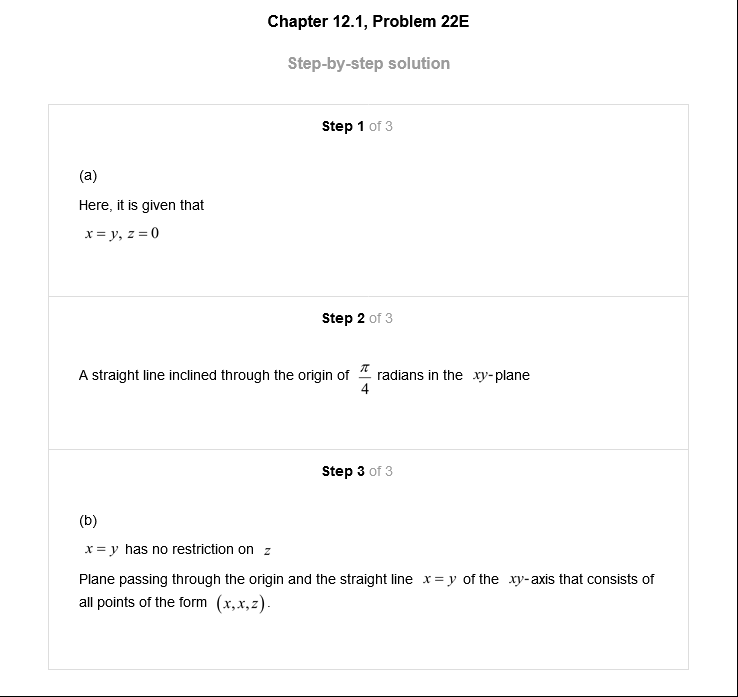 Chapter 12.1, Problem 22E
Step-by-step solution
Step 1 of 3
(a)
Here, it is given that
x = y, z = 0
Step 2 of 3
A straight line inclined through the origin of π/4 radians in the xy-plane
Step 3 of 3
(b)
x = y has no restriction on z
Plane passing through the origin and the straight line x = y of the xy-axis that consists of
all points of the form (x, x, z).